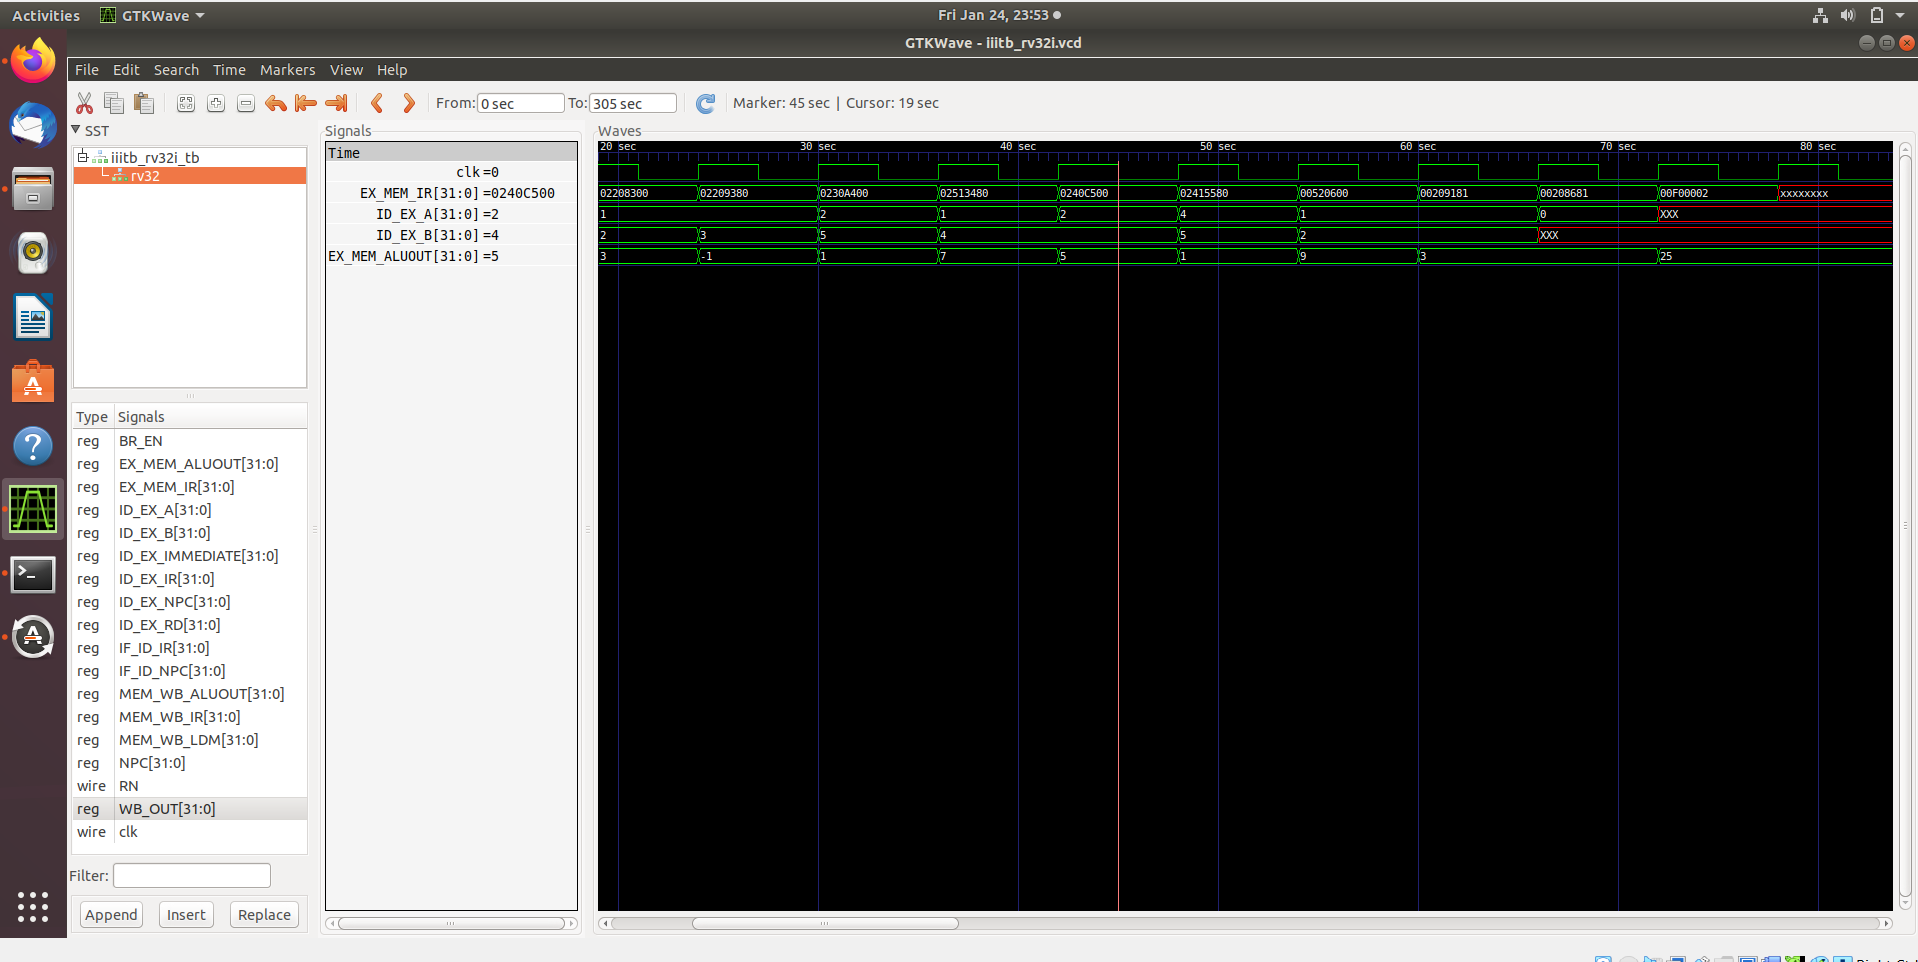 Activities GTKWave Fri Jan 24, 23:53
GTKWave - iiitb_rv32i.vcd
File Edit Search Time Markers View Help
From: 0 sec To: 305 sec Marker: 45 sec | Cursor: 19 sec
SST
iiitb_rv32i_tb
rv32
Type Signals
reg BR_EN
reg EX_MEM_ALUOUT[31:0]
reg EX_MEM_IR[31:0]
reg ID_EX_A[31:0]
reg ID_EX_B[31:0]
reg ID_EX_IMMEDIATE[31:0]
reg ID_EX_IR[31:0]
reg ID_EX_NPC[31:0]
reg ID_EX_RD[31:0]
reg IF_ID_IR[31:0]
reg IF_ID_NPC[31:0]
reg MEM_WB_ALUOUT[31:0]
reg MEM_WB_IR[31:0]
reg MEM_WB_LDM[31:0]
reg NPC[31:0]
wire RN
reg WB_OUT[31:0]
wire clk
Filter:
Append Insert Replace
Signals
Time
clk =0
EX_MEM_IR[31:0] =0240C500
ID_EX_A[31:0] =2
ID_EX_B[31:0] =4
EX_MEM_ALUOUT[31:0] =5
Waves
20 sec 30 sec 40 sec 50 sec 60 sec 70 sec 80 sec
02208300 02209380 0230A400 02513480 0240C500 02415580 00520600 00209181 00208681 00F00002 xxxxxxxx
1 2 1 2 4 1 0 XXX
2 3 5 4 5 2 XXX
3 -1 1 7 5 1 9 3 25